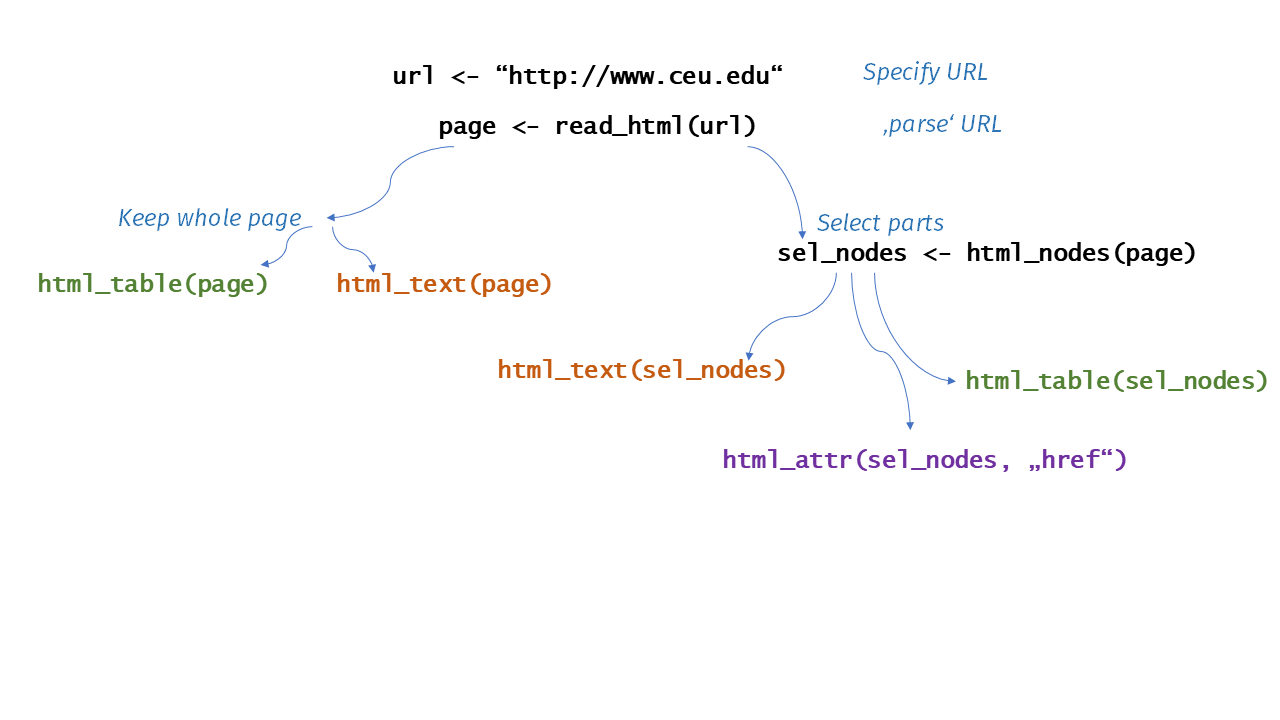 url <- “http://www.ceu.edu“
Specify URL
page <- read_html(url)
‚parse‘ URL
Keep whole page
Select parts
sel_nodes <- html_nodes(page)
html_table(page)
html_text(page)
html_text(sel_nodes)
html_table(sel_nodes)
html_attr(sel_nodes, „href“)